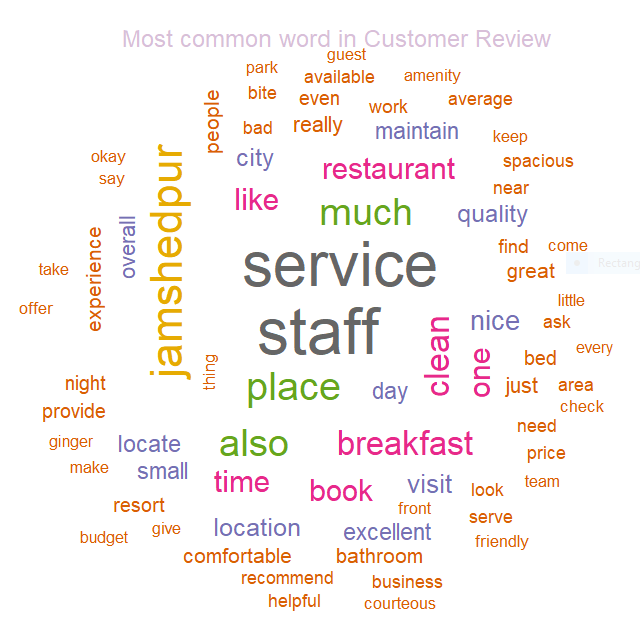 Most common word in Customer Review
guest
park
available
amenity
bite
even
average
people
work
bad
really
maintain
keep
okay
city
restaurant
spacious
say
near
like
much
quality
jamshedpur
overall
experience
service
find
come
Rectang
take
great
offer
little
staff
nice
ask
clean
one
every
bed
thing
night
place
day
just
area
provide
check
ginger
locate
also
breakfast
need
price
make
small
time
book
visit
look
team
resort
front
serve
budget
give
location
excellent
friendly
comfortable
bathroom
recommend
business
helpful
courteous